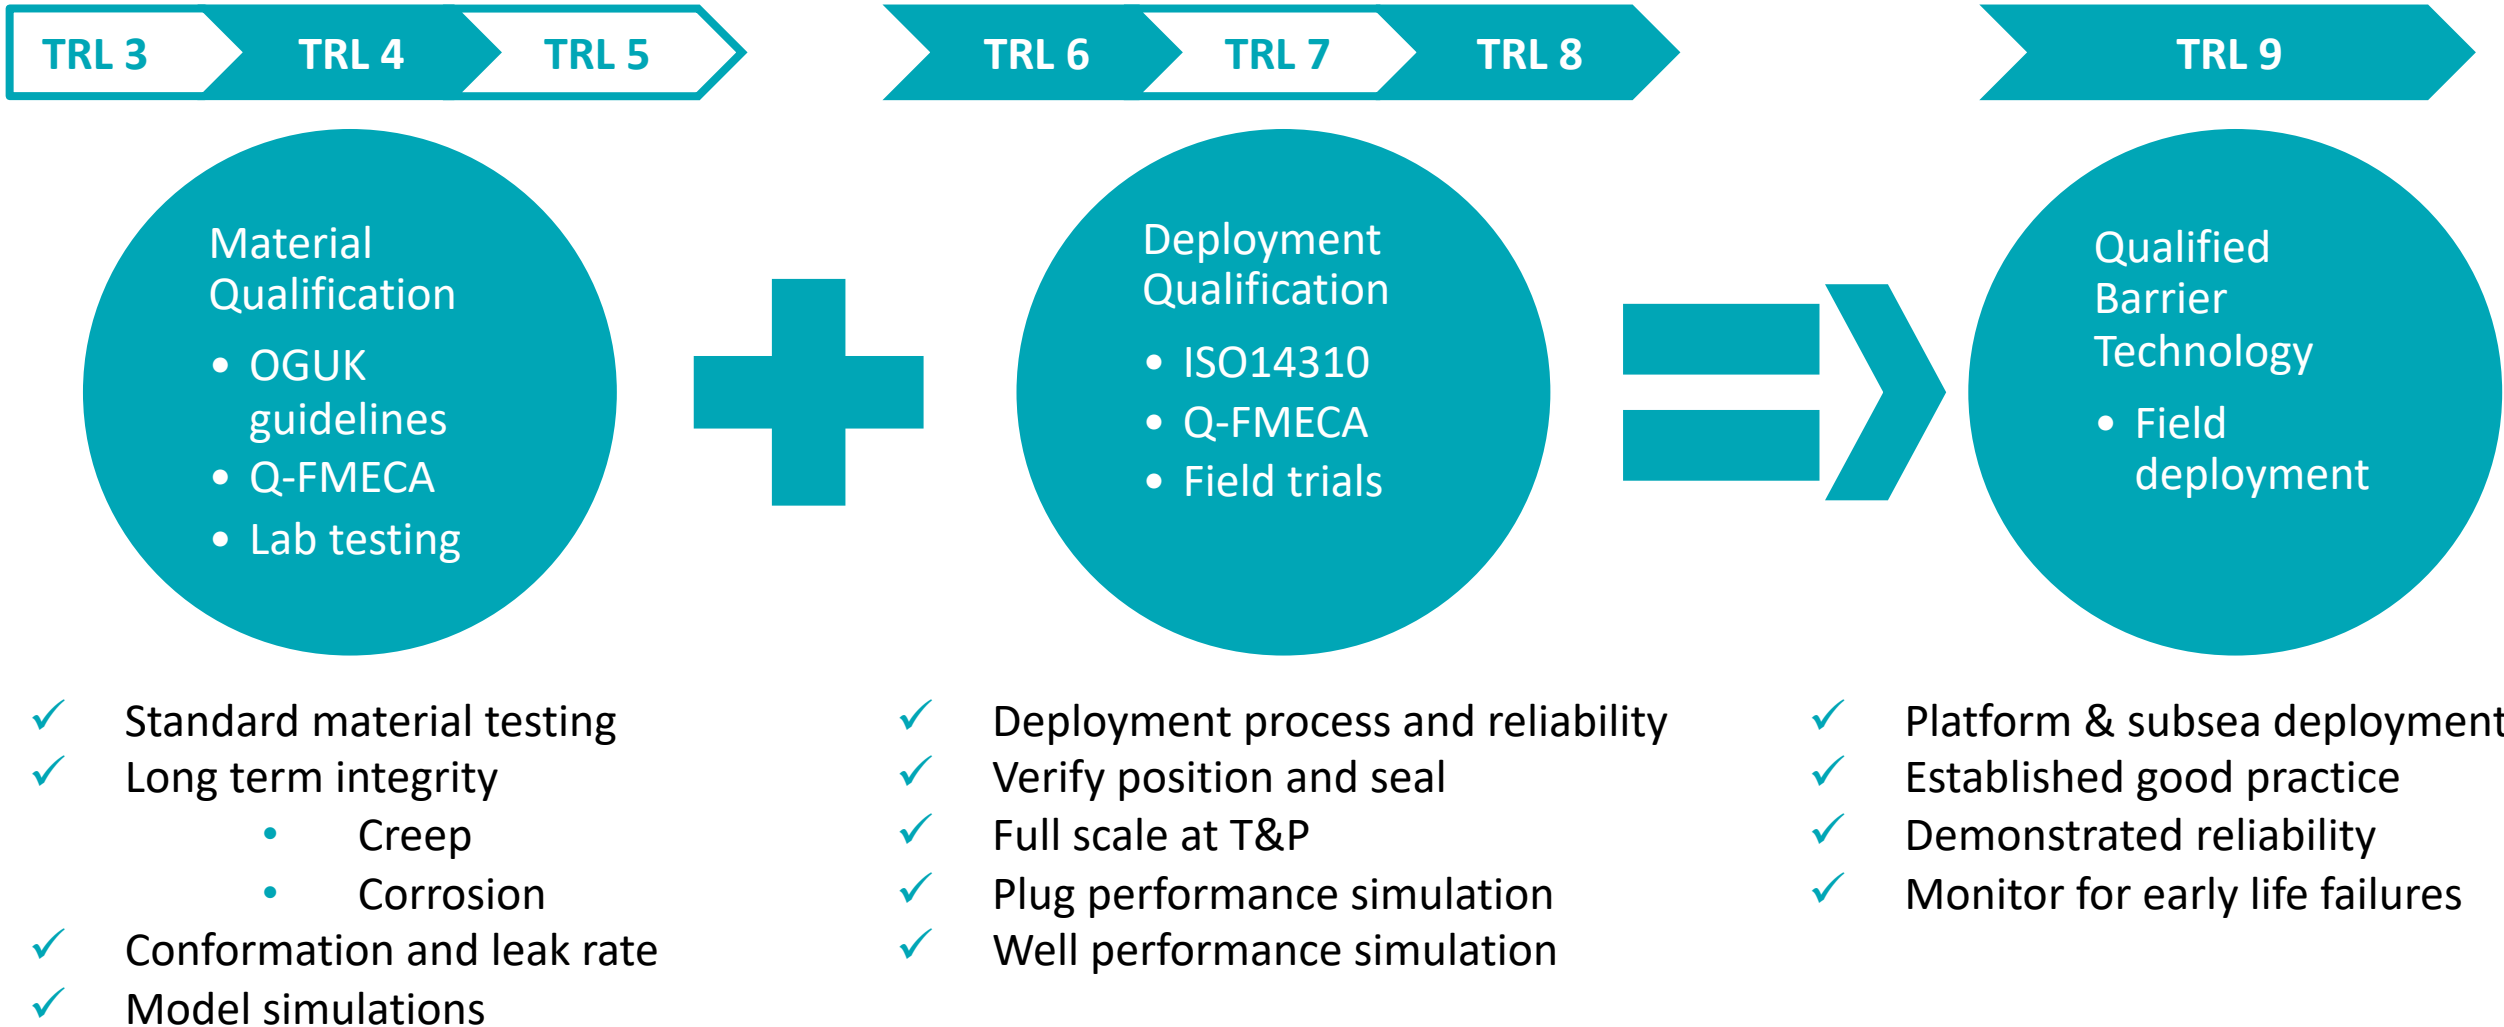 TRL 3
TRL 4
TRL 5
TRL 6
TRL 7
TRL 8
TRL 9
Material
Qualification
• OGUK
guidelines
• Q-FMECA
• Lab testing
Deployment
Qualification
• ISO14310
• Q-FMECA
• Field trials
Qualified
Barrier
Technology
• Field
deployment
✓ Standard material testing
✓ Long term integrity
• Creep
• Corrosion
✓ Conformation and leak rate
✓ Model simulations
✓ Deployment process and reliability
✓ Verify position and seal
✓ Full scale at T&P
✓ Plug performance simulation
✓ Well performance simulation
✓ Platform & subsea deployment
✓ Established good practice
✓ Demonstrated reliability
✓ Monitor for early life failures